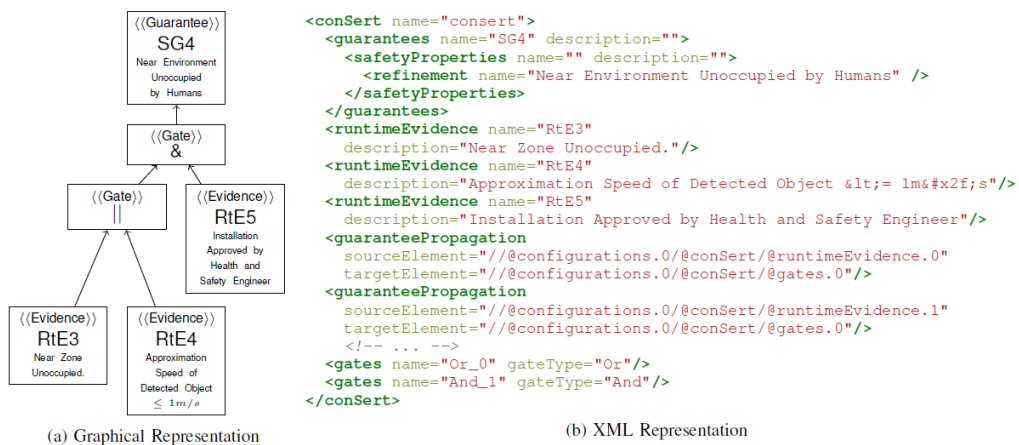 ⟨⟨Guarantee⟩⟩
SG4
Near Environment
Unoccupied
by Humans
⟨⟨Gate⟩⟩
&
⟨⟨Gate⟩⟩
||
⟨⟨Evidence⟩⟩
RtE5
Installation
Approved by
Health and
Safety Engineer
⟨⟨Evidence⟩⟩
RtE3
Near Zone
Unoccupied.
⟨⟨Evidence⟩⟩
RtE4
Approximation
Speed of
Detected Object
≤ 1m/s
(a) Graphical Representation
<conSert name="consert">
<guarantees name="SG4" description="">
<safetyProperties name="" description="">
<refinement name="Near Environment Unoccupied by Humans" />
</safetyProperties>
</guarantees>
<runtimeEvidence name="RtE3"
description="Near Zone Unoccupied."/>
<runtimeEvidence name="RtE4"
description="Approximation Speed of Detected Object &lt;= 1m&#x2f;s"/>
<runtimeEvidence name="RtE5"
description="Installation Approved by Health and Safety Engineer"/>
<guaranteePropagation
sourceElement="//@configurations.0/@conSert/@runtimeEvidence.0"
targetElement="//@configurations.0/@conSert/@gates.0"/>
<guaranteePropagation
sourceElement="//@configurations.0/@conSert/@runtimeEvidence.1"
targetElement="//@configurations.0/@conSert/@gates.0"/>
<!-- ... -->
<gates name="Or_0" gateType="Or"/>
<gates name="And_1" gateType="And"/>
</conSert>
(b) XML Representation